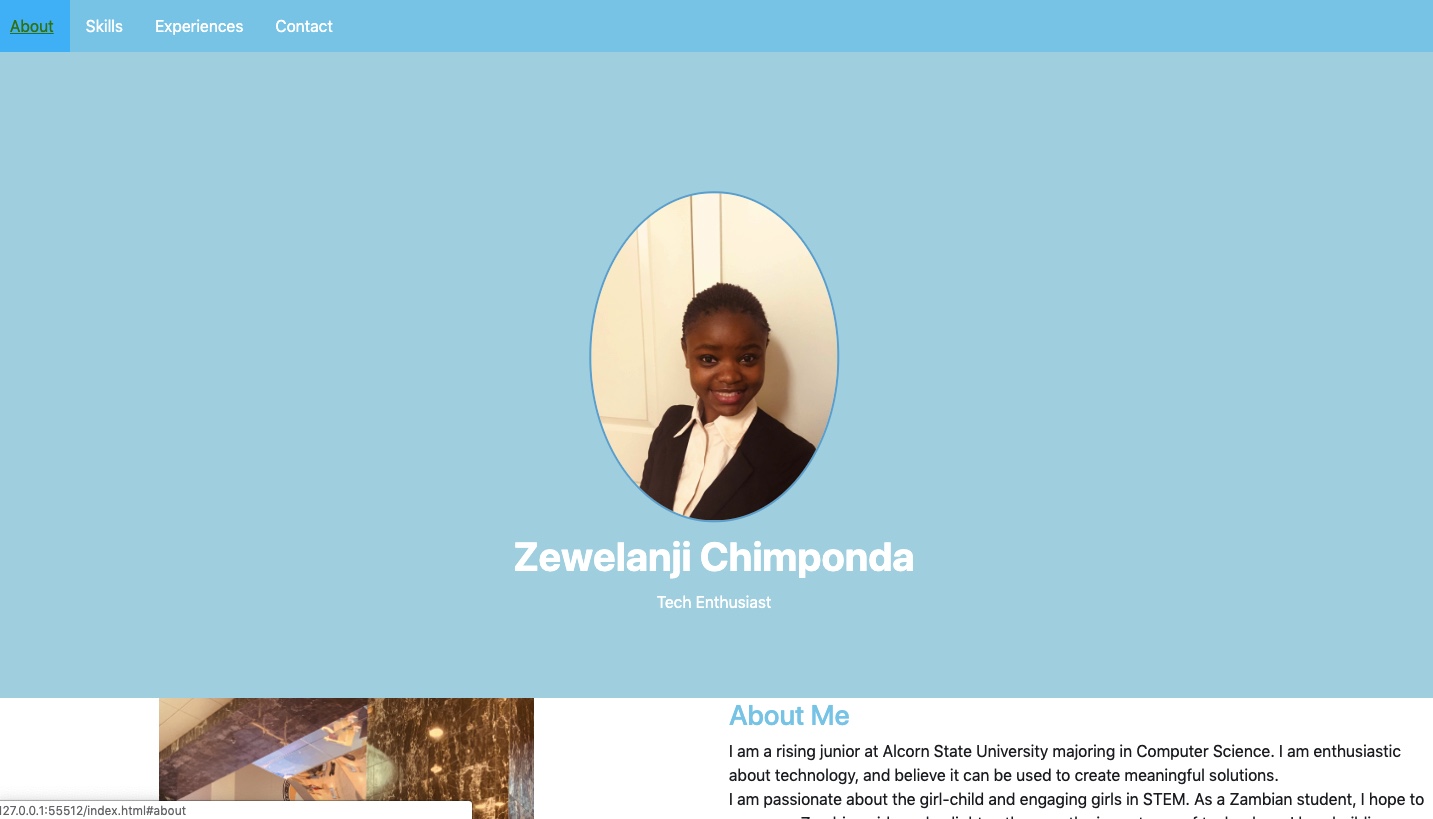 About Skills Experiences Contact
Zewelanji Chimponda
Tech Enthusiast
About Me
I am a rising junior at Alcorn State University majoring in Computer Science. I am enthusiastic
about technology, and believe it can be used to create meaningful solutions.
I am passionate about the girl-child and engaging girls in STEM. As a Zambian student, I hope to
127.0.0.1:55512/index.html#about